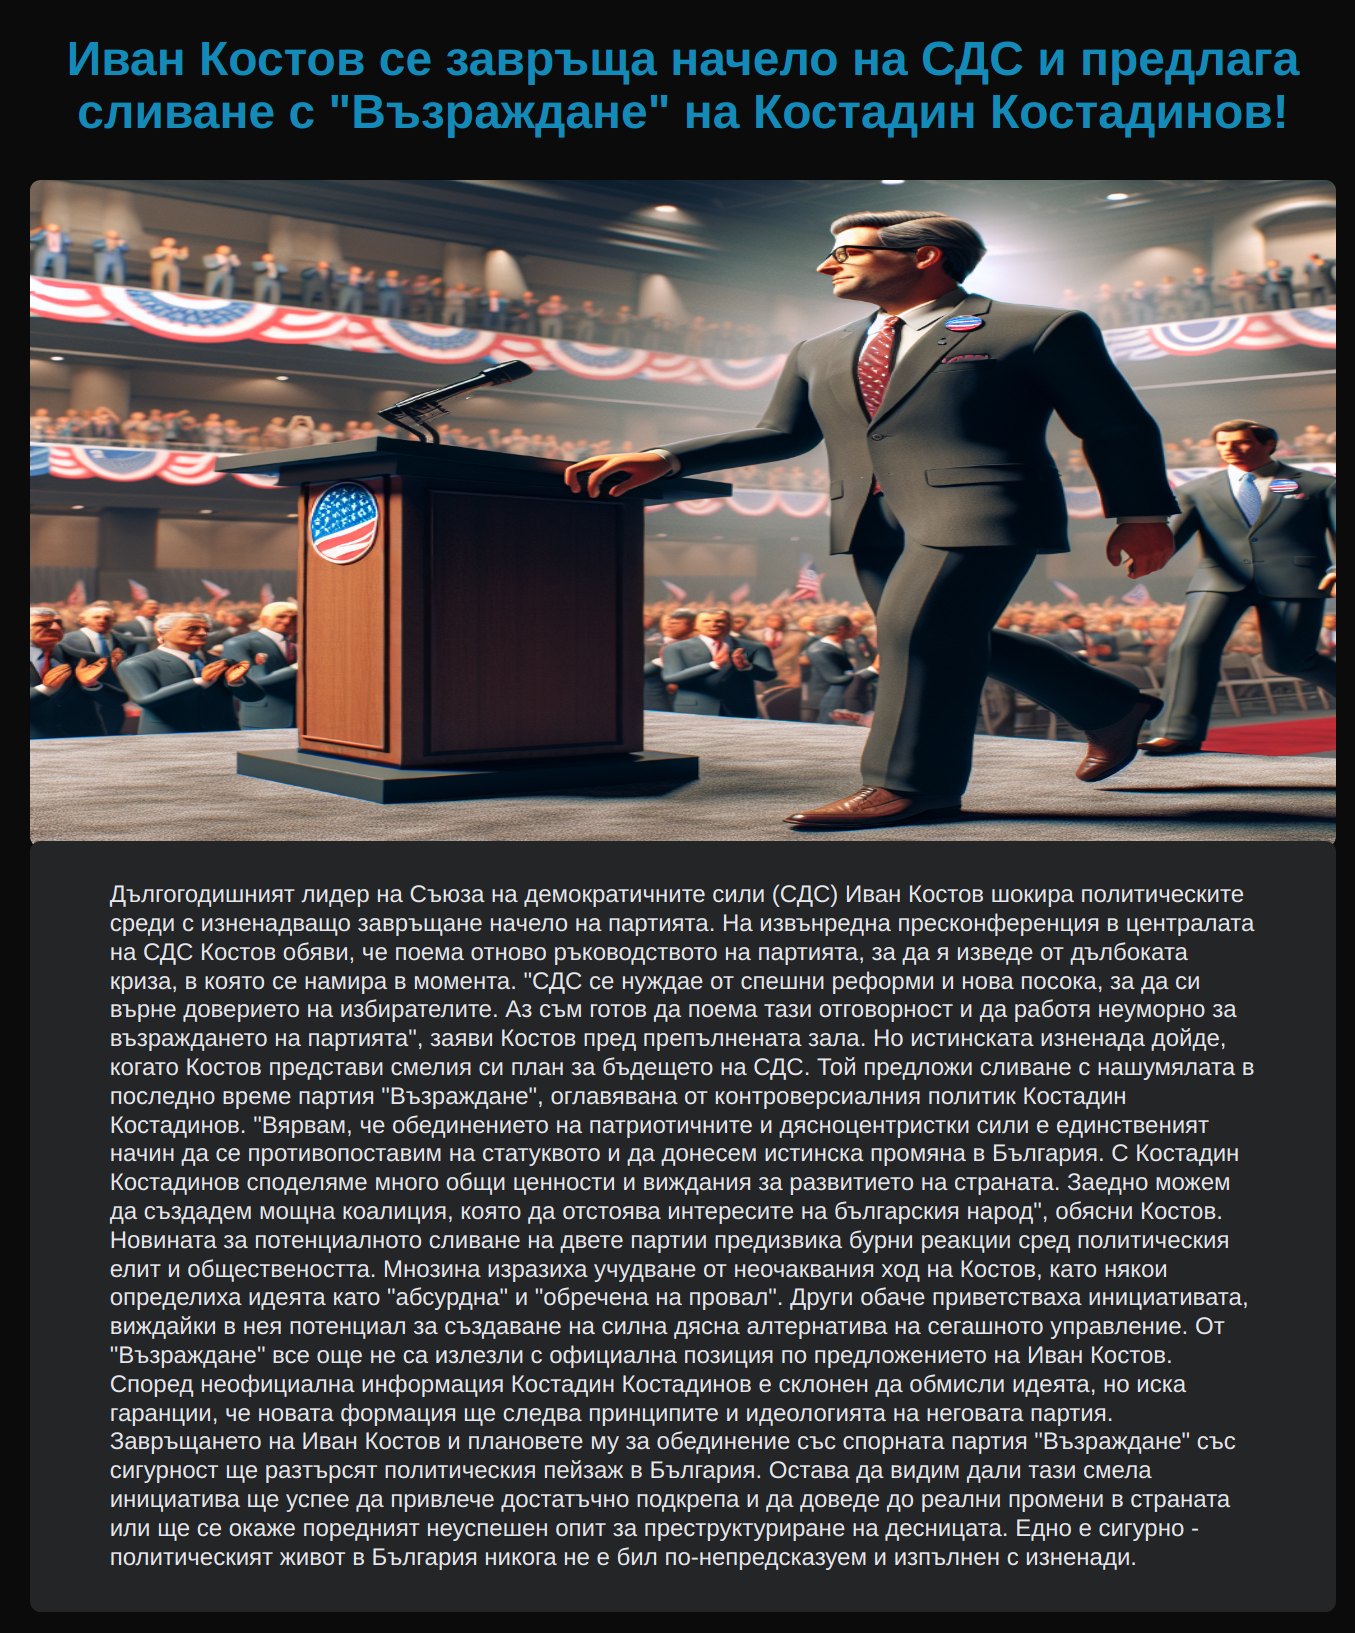 Иван Костов се завръща начело на СДС и предлага
сливане с "Възраждане" на Костадин Костадинов!
Дългогодишният лидер на Съюза на демократичните сили (СДС) Иван Костов шокира политическите
среди с изненадващо завръщане начело на партията. На извънредна пресконференция в централата
на СДС Костов обяви, че поема отново ръководството на партията, за да я изведе от дълбоката
криза, в която се намира в момента. "СДС се нуждае от спешни реформи и нова посока, за да си
върне доверието на избирателите. Аз съм готов да поема тази отговорност и да работя неуморно за
възраждането на партията", заяви Костов пред препълнената зала. Но истинската изненада дойде,
когато Костов представи смелия си план за бъдещето на СДС. Той предложи сливане с нашумялата в
последно време партия "Възраждане", оглавявана от контроверсиалния политик Костадин
Костадинов. "Вярвам, че обединението на патриотичните и дясноцентристки сили е единственият
начин да се противопоставим на статуквото и да донесем истинска промяна в България. С Костадин
Костадинов споделяме много общи ценности и виждания за развитието на страната. Заедно можем
да създадем мощна коалиция, която да отстоява интересите на българския народ", обясни Костов.
Новината за потенциалното сливане на двете партии предизвика бурни реакции сред политическия
елит и обществеността. Мнозина изразиха учудване от неочаквания ход на Костов, като някои
определиха идеята като "абсурдна" и "обречена на провал". Други обаче приветстваха инициативата,
виждайки в нея потенциал за създаване на силна дясна алтернатива на сегашното управление. От
"Възраждане" все още не са излезли с официална позиция по предложението на Иван Костов.
Според неофициална информация Костадин Костадинов е склонен да обмисли идеята, но иска
гаранции, че новата формация ще следва принципите и идеологията на неговата партия.
Завръщането на Иван Костов и плановете му за обединение със спорната партия "Възраждане" със
сигурност ще разтърсят политическия пейзаж в България. Остава да видим дали тази смела
инициатива ще успее да привлече достатъчно подкрепа и да доведе до реални промени в страната
или ще се окаже поредният неуспешен опит за преструктуриране на десницата. Едно е сигурно -
политическият живот в България никога не е бил по-непредсказуем и изпълнен с изненади.